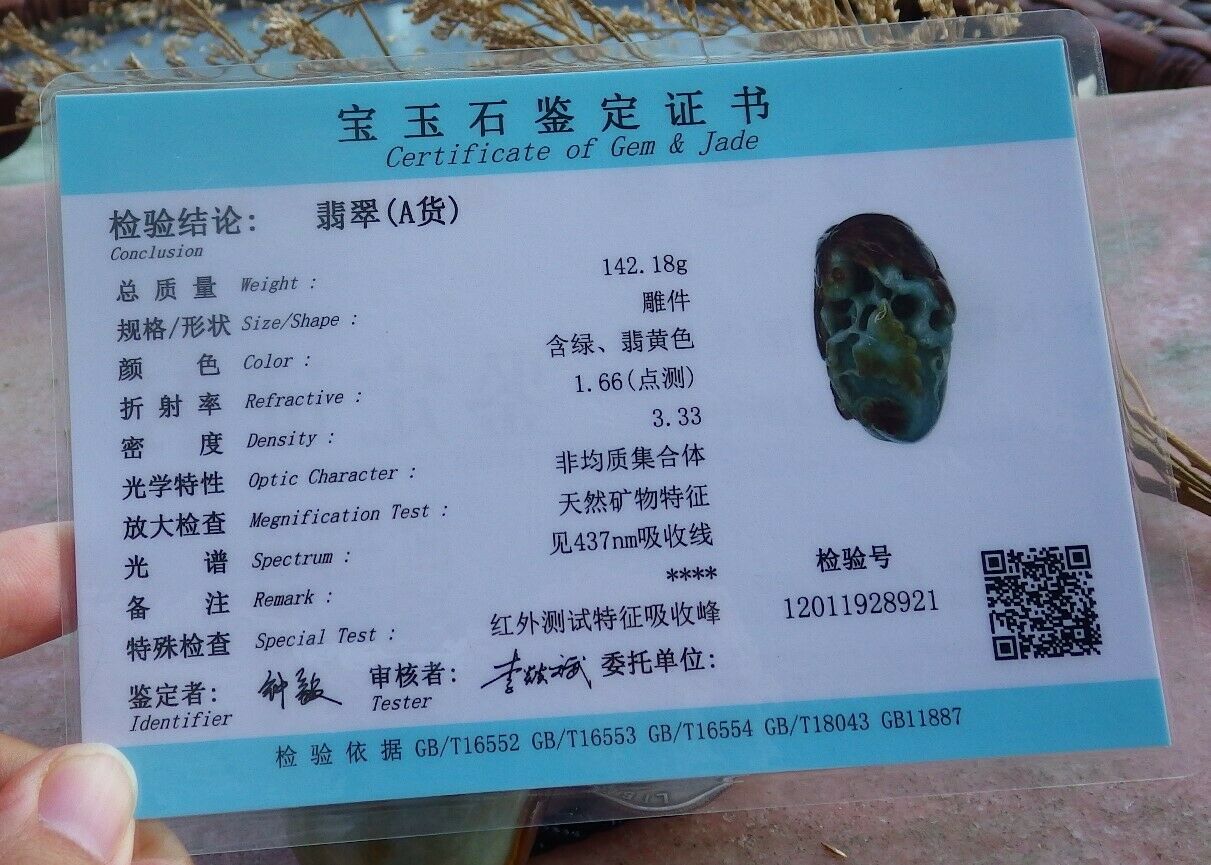 宝玉石鉴定证书
Certificate of Gem & Jade
检验结论: 翡翠(A货)
Conclusion
总质量 Weight : 142.18g
规格/形状 Size/Shape : 雕件
颜色 Color : 含绿、翡黄色
折射率 Refractive : 1.66(点测)
密度 Density : 3.33
光学特性 Optic Character : 非均质集合体
放大检查 Megnification Test : 天然矿物特征
光谱 Spectrum : 见437nm吸收线
备注 Remark : ****
特殊检查 Special Test : 红外测试特征吸收峰
检验号
12011928921
鉴定者: 审核者: 委托单位:
Identifier Tester
检验依据 GB/T16552 GB/T16553 GB/T16554 GB/T18043 GB11887